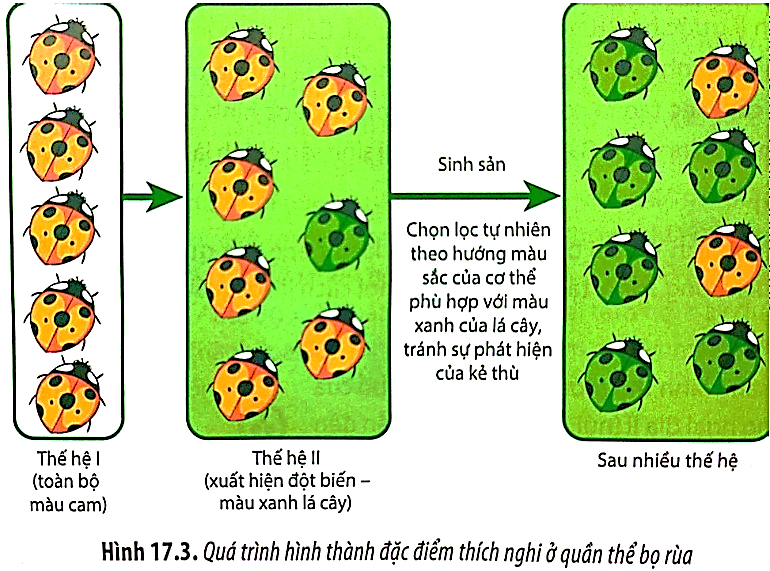 Thế hệ I
(toàn bộ
màu cam)
Thế hệ II
(xuất hiện đột biến –
màu xanh lá cây)
Sinh sản
Chọn lọc tự nhiên
theo hướng màu
sắc của cơ thể
phù hợp với màu
xanh của lá cây,
tránh sự phát hiện
của kẻ thù
Sau nhiều thế hệ
Hình 17.3. Quá trình hình thành đặc điểm thích nghi ở quần thể bọ rùa